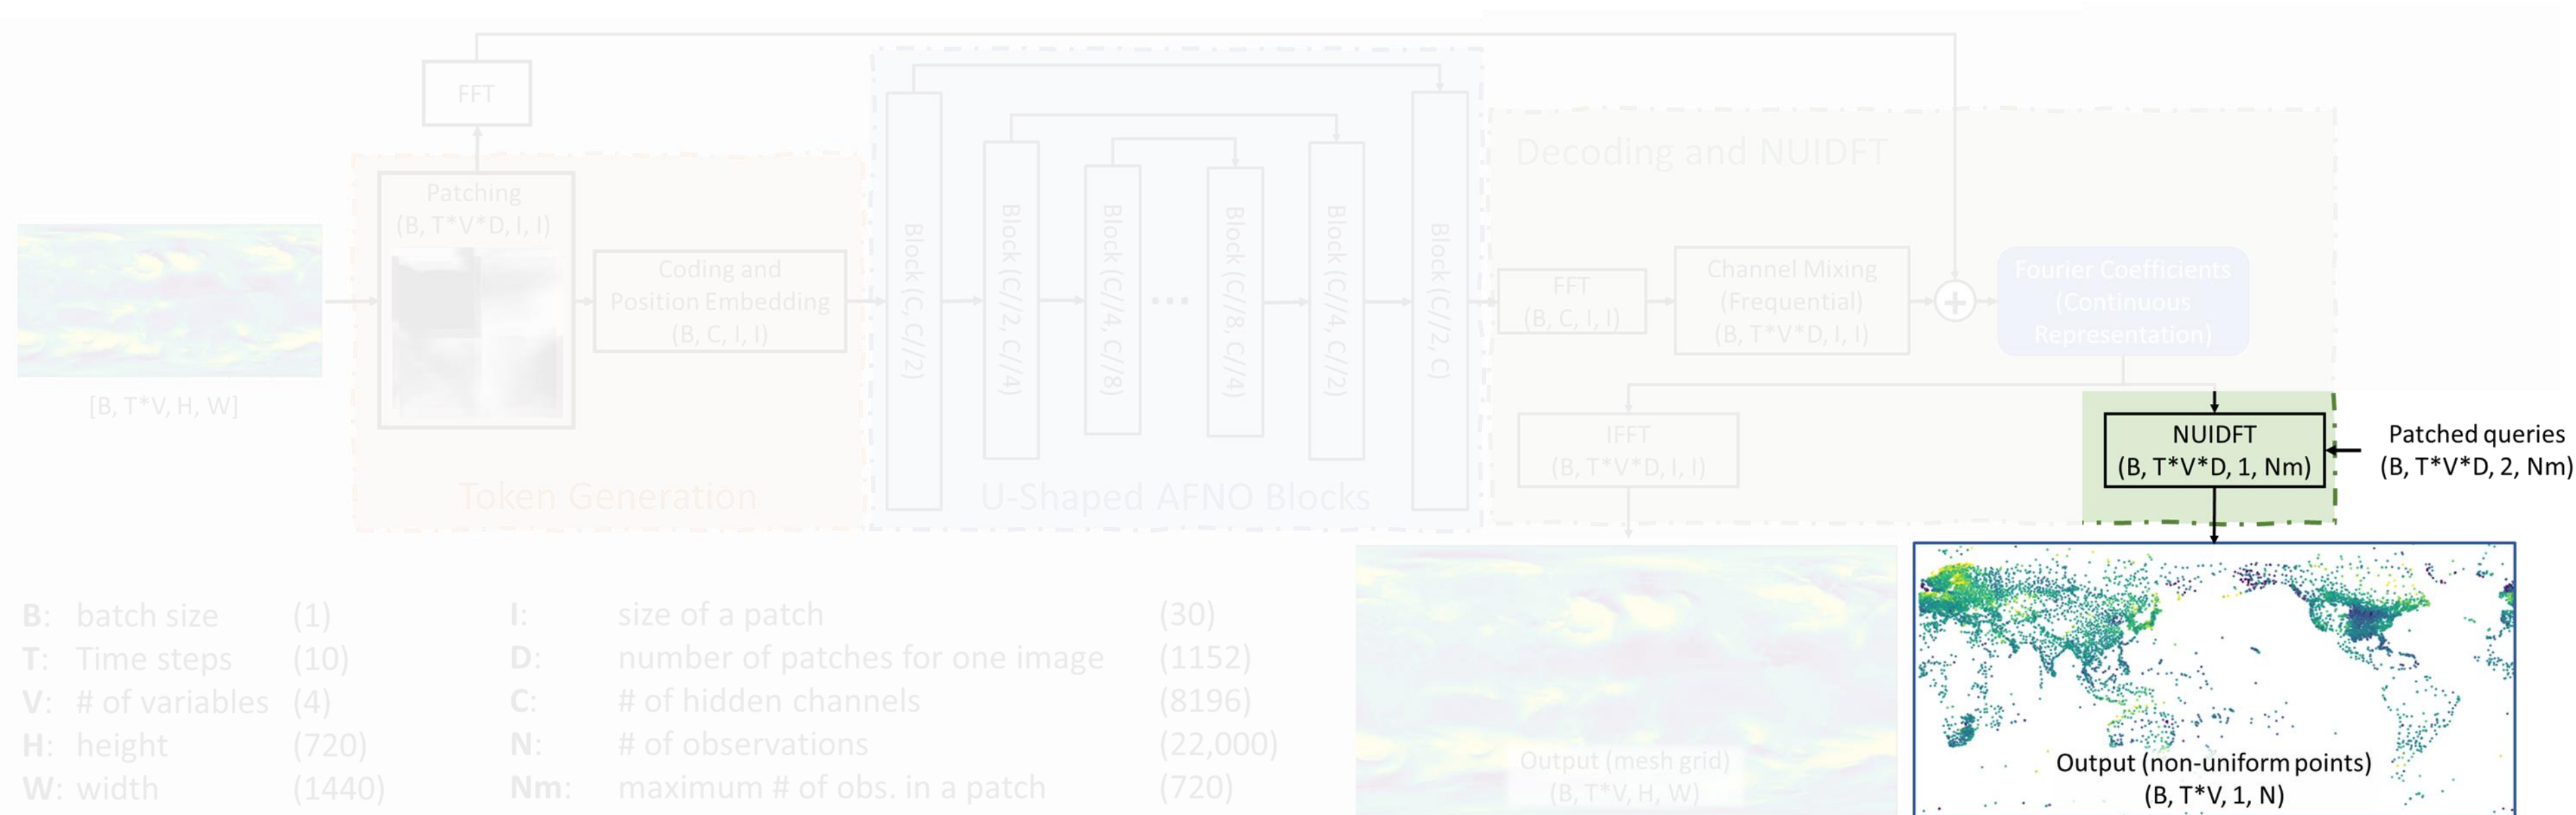 FFT
Patching
(B, T*V*D, I, I)
Coding and
Position Embedding
(B, C, I, I)
Token Generation
[B, T*V, H, W]
Block (C, C//2)
Block (C//2, C//4)
Block (C//4, C//8)
...
Block (C//8, C//4)
Block (C//4, C//2)
Block (C//2, C)
U-Shaped AFNO Blocks
Decoding and NUIDFT
FFT
(B, C, I, I)
Channel Mixing
(Frequential)
(B, T*V*D, I, I)
+
Fourier Coefficients
(Continuous
Representation)
IFFT
(B, T*V*D, I, I)
NUIDFT
(B, T*V*D, 1, Nm)
Patched queries
(B, T*V*D, 2, Nm)
B: batch size (1)
T: Time steps (10)
V: # of variables (4)
H: height (720)
W: width (1440)
I: size of a patch (30)
D: number of patches for one image (1152)
C: # of hidden channels (8196)
N: # of observations (22,000)
Nm: maximum # of obs. in a patch (720)
Output (mesh grid)
(B, T*V, H, W)
Output (non-uniform points)
(B, T*V, 1, N)